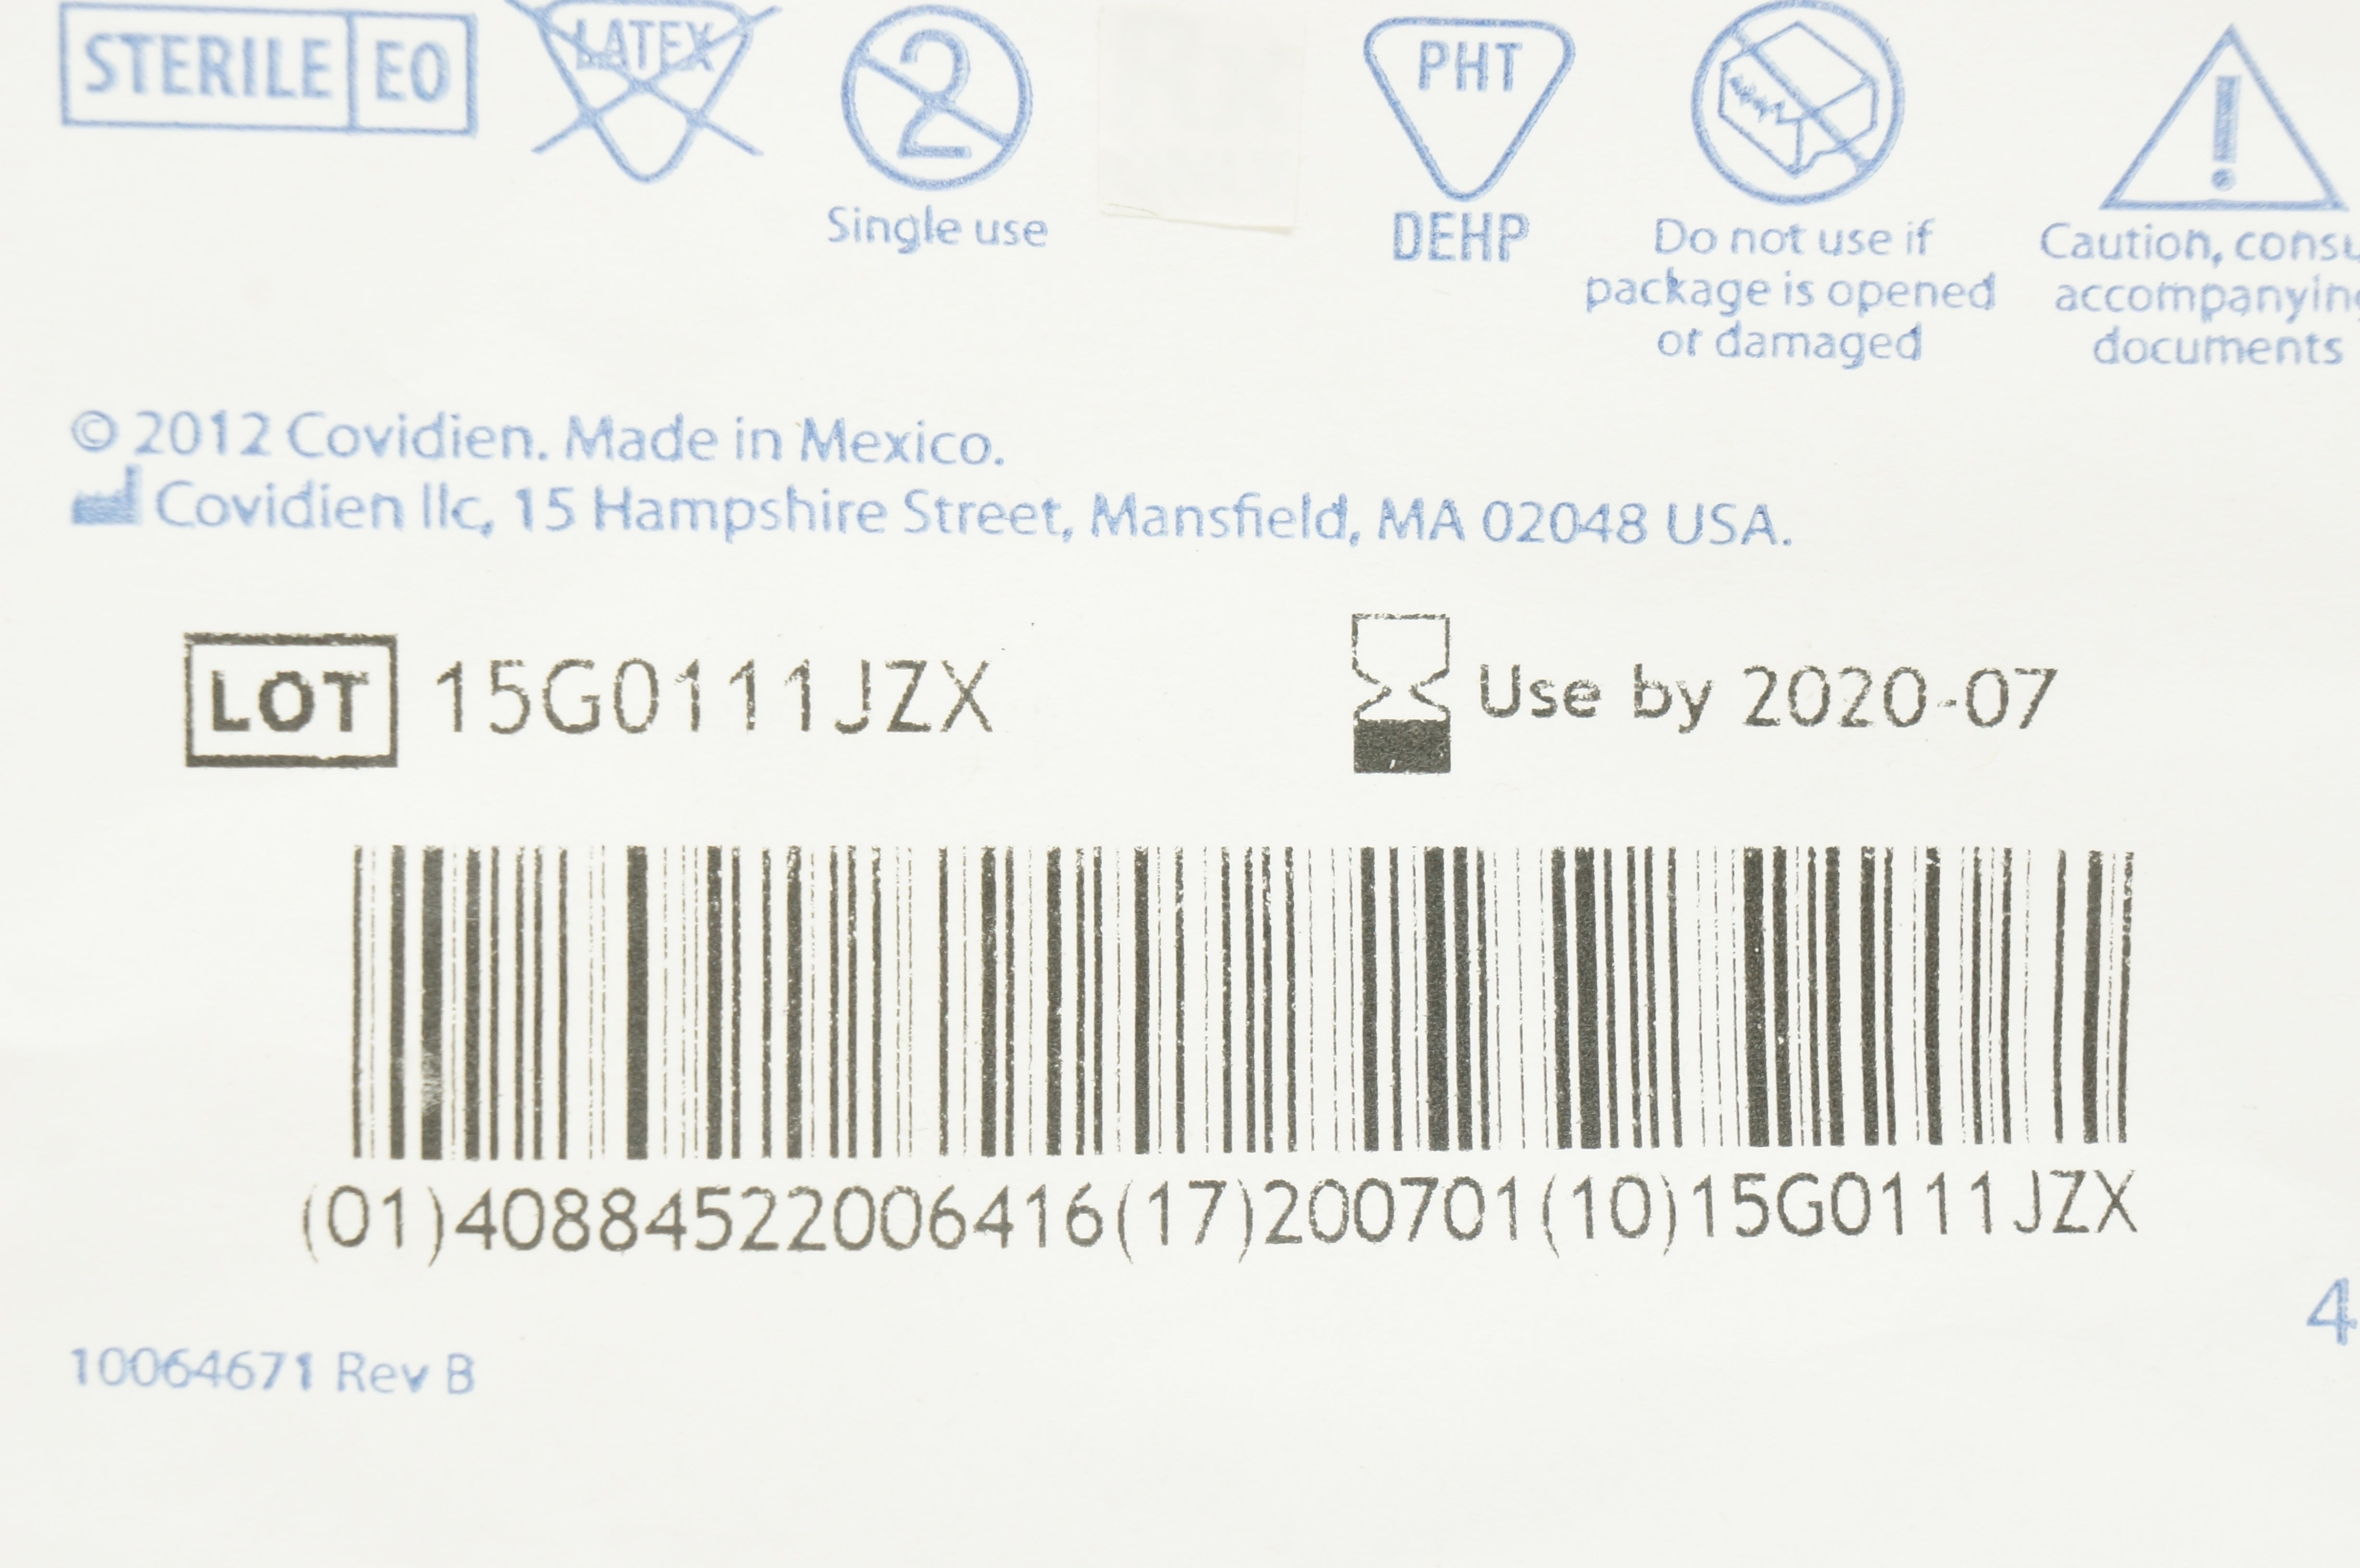 STERILE EO
LATEX
2
Single use
PHT
DEHP
Do not use if
package is opened
or damaged
!
Caution,
accompanying
documents
© 2012 Covidien. Made in Mexico.
Covidien llc, 15 Hampshire Street, Mansfield, MA 02048 USA.
LOT 15G0111JZX
Use by 2020-07
(01)40884522006416(17)200701(10)15G0111JZX
4
10064671 Rev B